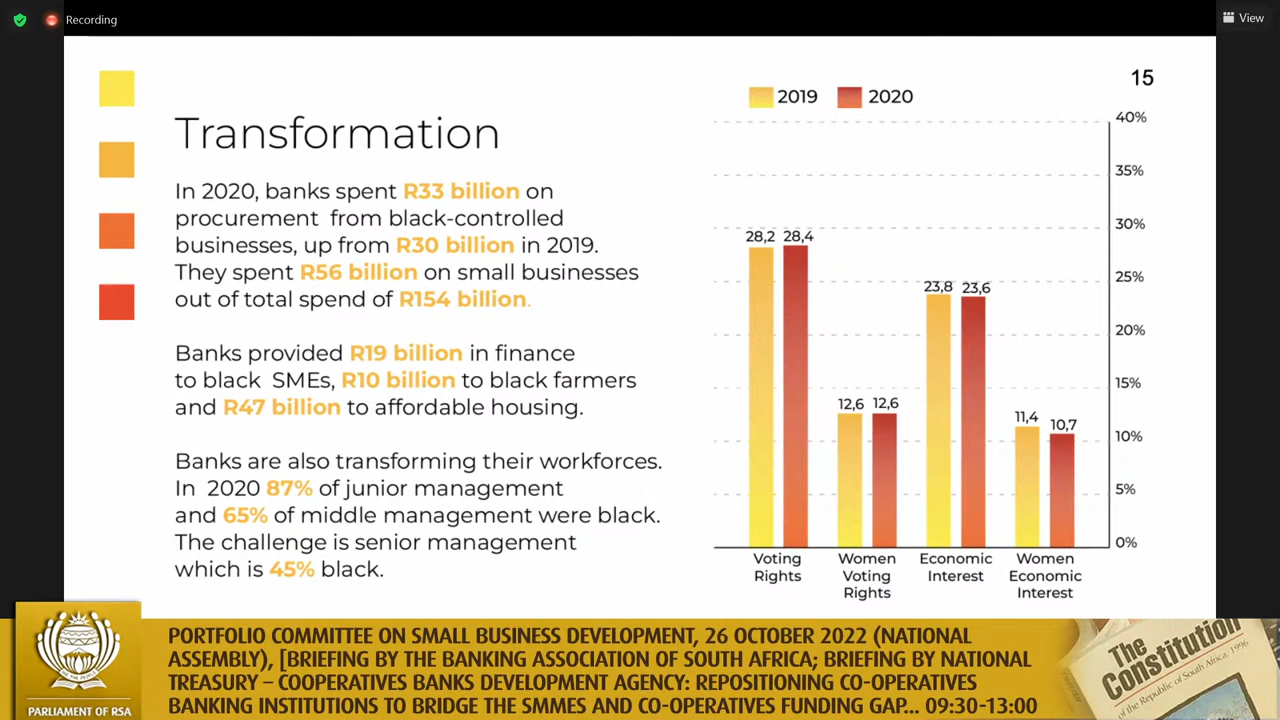 Recording
View
15
Transformation
In 2020, banks spent R33 billion on
procurement from black-controlled
businesses, up from R30 billion in 2019.
They spent R56 billion on small businesses
out of total spend of R154 billion.
Banks provided R19 billion in finance
to black SMEs, R10 billion to black farmers
and R47 billion to affordable housing.
Banks are also transforming their workforces.
In 2020 87% of junior management
and 65% of middle management were black.
The challenge is senior management
which is 45% black.
2019 2020
40%
35%
30%
25%
20%
15%
10%
5%
0%
28,2 28,4
12,6 12,6
23,8 23,6
11,4 10,7
Voting
Rights
Women
Voting
Rights
Economic
Interest
Women
Economic
Interest
PARLIAMENT OF RSA
PORTFOLIO COMMITTEE ON SMALL BUSINESS DEVELOPMENT, 26 OCTOBER 2022 (NATIONAL
ASSEMBLY), [BRIEFING BY THE BANKING ASSOCIATION OF SOUTH AFRICA; BRIEFING BY NATIONAL
TREASURY – COOPERATIVES BANKS DEVELOPMENT AGENCY: REPOSITIONING CO-OPERATIVES
BANKING INSTITUTIONS TO BRIDGE THE SMMES AND CO-OPERATIVES FUNDING GAP... 09:30-13:00
The
Constitution
of the Republic of South Africa, 1996